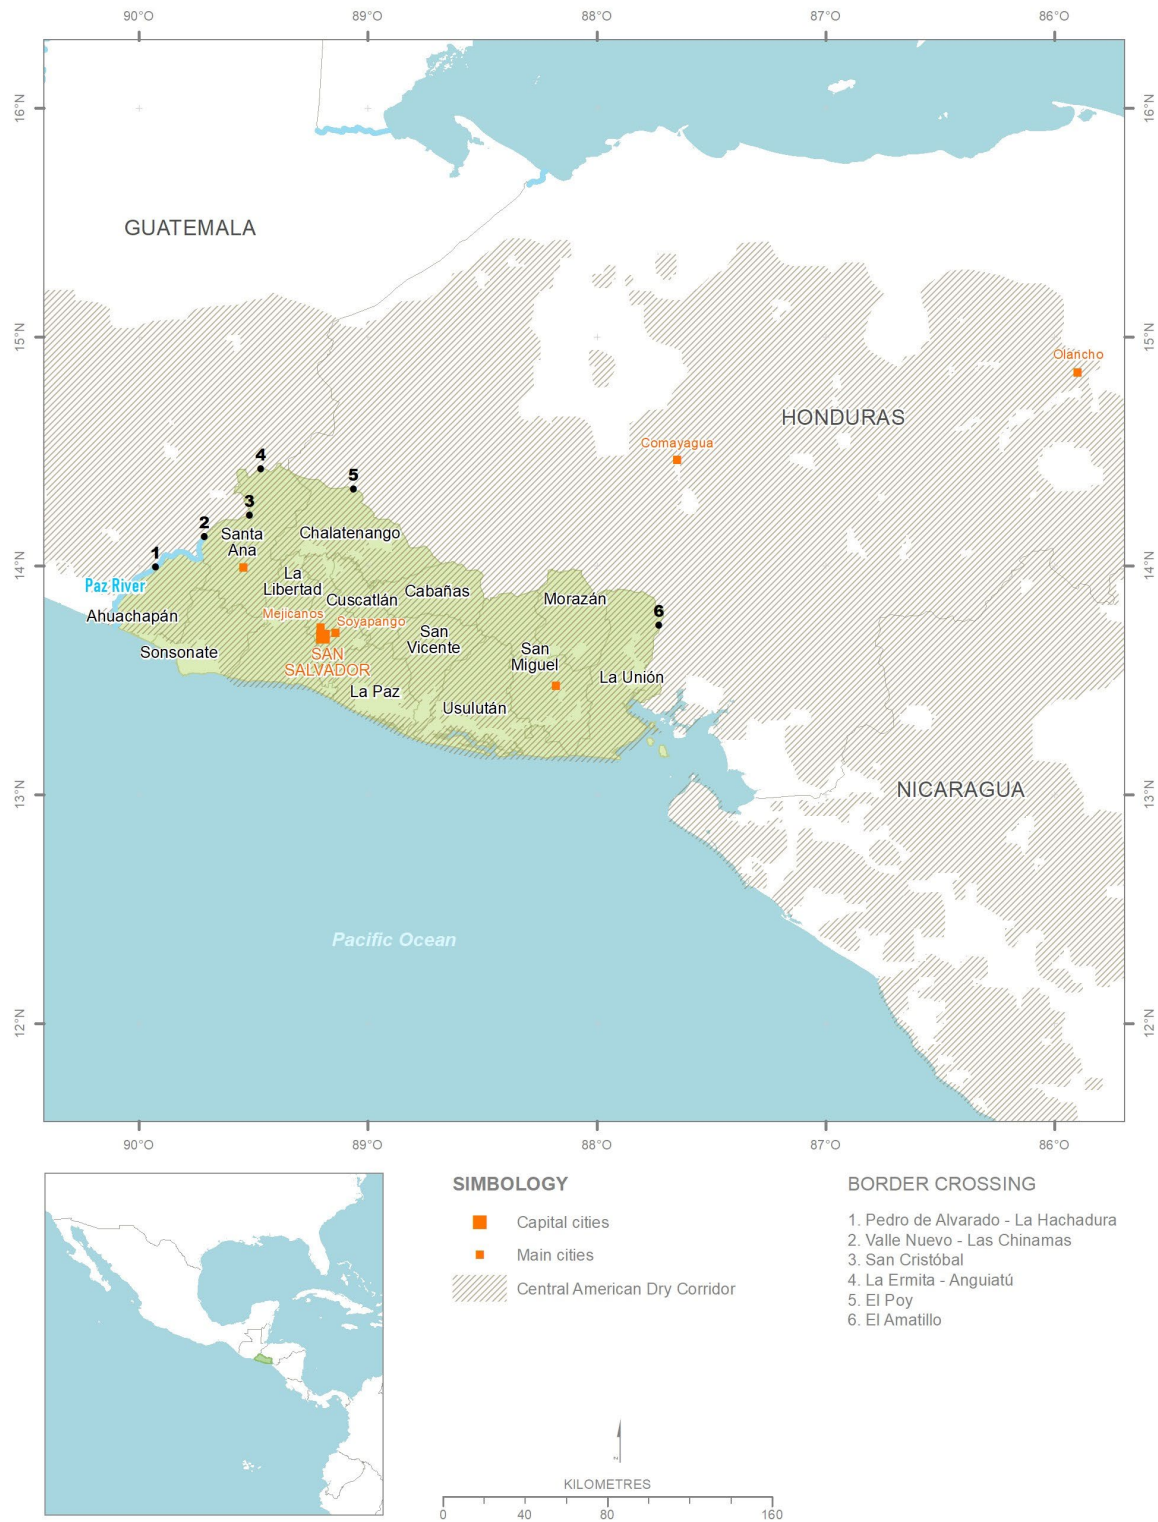 90°O 89°O 88°O 87°O 86°O
16°N 16°N
GUATEMALA
15°N 15°N
Olancho
HONDURAS
Comayagua
4
5
3
2
Santa
Ana
Chalatenango
1
14°N 14°N
Paz River
La
Libertad
Cuscatlán
Cabañas
Morazán
6
Ahuachapán
Mejicanos
Soyapango
Sonsonate
San
Vicente
SAN
SALVADOR
San
Miguel
La Unión
La Paz
Usulután
13°N 13°N
NICARAGUA
Pacific Ocean
12°N 12°N
90°O 89°O 88°O 87°O 86°O
SIMBOLOGY
Capital cities
Main cities
Central American Dry Corridor
BORDER CROSSING
1. Pedro de Alvarado - La Hachadura
2. Valle Nuevo - Las Chinamas
3. San Cristóbal
4. La Ermita - Anguiatú
5. El Poy
6. El Amatillo
z
KILOMETRES
0 40 80 160